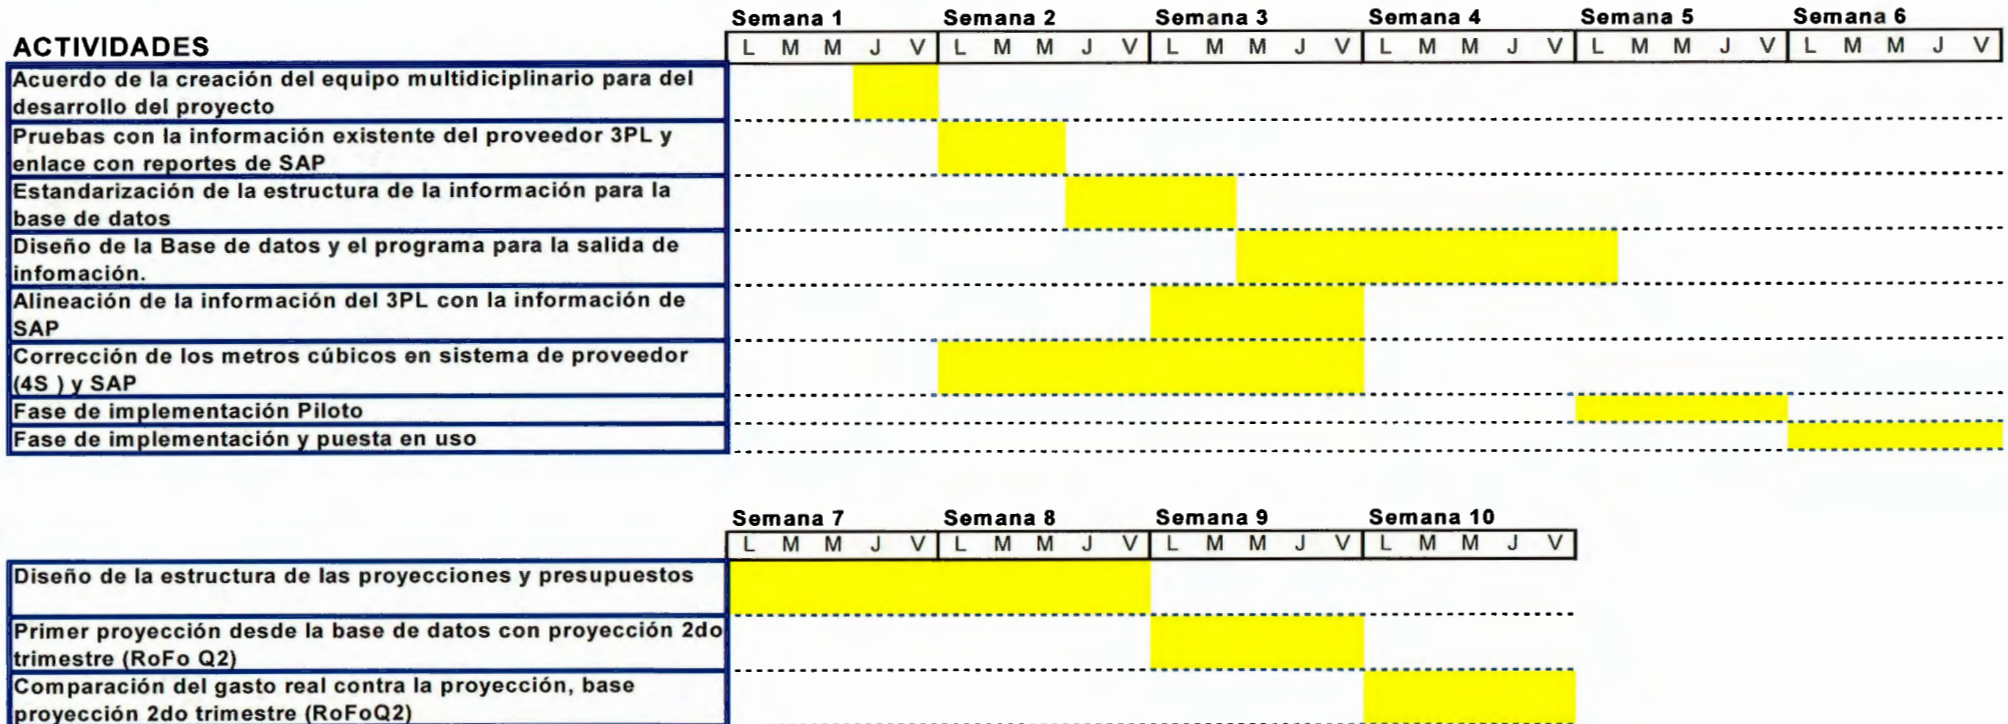 Semana 1 Semana 2 Semana 3 Semana 4 Semana 5 Semana 6
ACTIVIDADES L M M J V L M M J V L M M J V L M M J V L M M J V L M M J V
Acuerdo de la creación del equipo multidiciplinario para del
desarrollo del proyecto
Pruebas con la información existente del proveedor 3PL y
enlace con reportes de SAP
Estandarización de la estructura de la información para la
base de datos
Diseño de la Base de datos y el programa para la salida de
infomación.
Alineación de la información del 3PL con la información de
SAP
Corrección de los metros cúbicos en sistema de proveedor
(4S ) y SAP
Fase de implementación Piloto
Fase de implementación y puesta en uso
Semana 7 Semana 8 Semana 9 Semana 10
L M M J V L M M J V L M M J V L M M J V
Diseño de la estructura de las proyecciones y presupuestos
Primer proyección desde la base de datos con proyección 2do
trimestre (RoFo Q2)
Comparación del gasto real contra la proyección, base
proyección 2do trimestre (RoFoQ2)